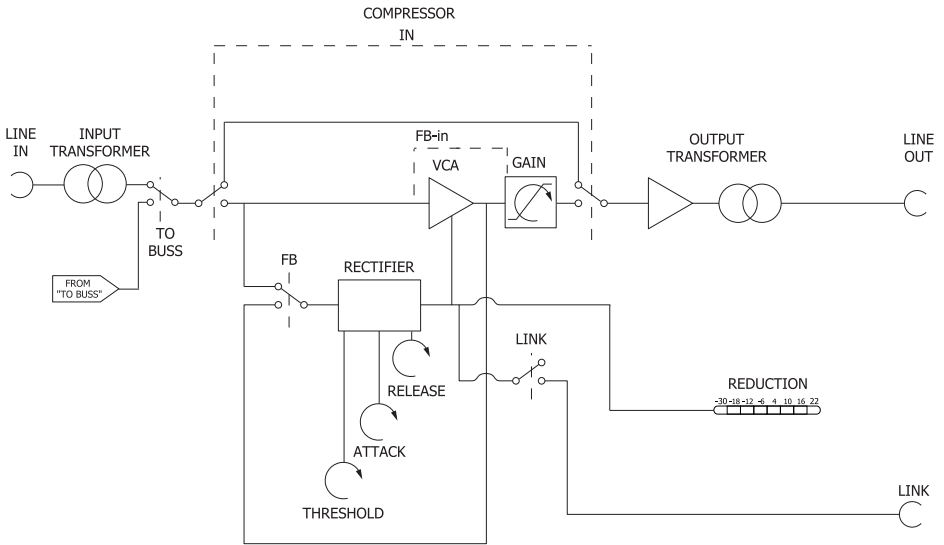 COMPRESSOR
IN
LINE
IN
INPUT
TRANSFORMER
FB-in
VCA
GAIN
OUTPUT
TRANSFORMER
LINE
OUT
TO
BUSS
FROM
"TO BUSS"
FB
RECTIFIER
LINK
RELEASE
REDUCTION
-30 -18 -12 -6 4 10 16 22
ATTACK
THRESHOLD
LINK